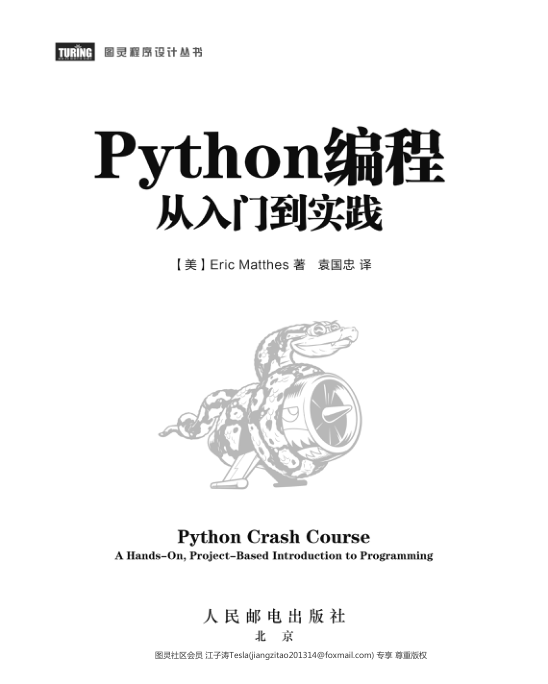 TURING 图灵程序设计丛书
Python编程
从入门到实践
【美】Eric Matthes 著 袁国忠 译
Python Crash Course
A Hands-On, Project-Based Introduction to Programming
人民邮电出版社
北京
图灵社区会员 江子涛Tesla(jiangzitao201314@foxmail.com) 专享 尊重版权